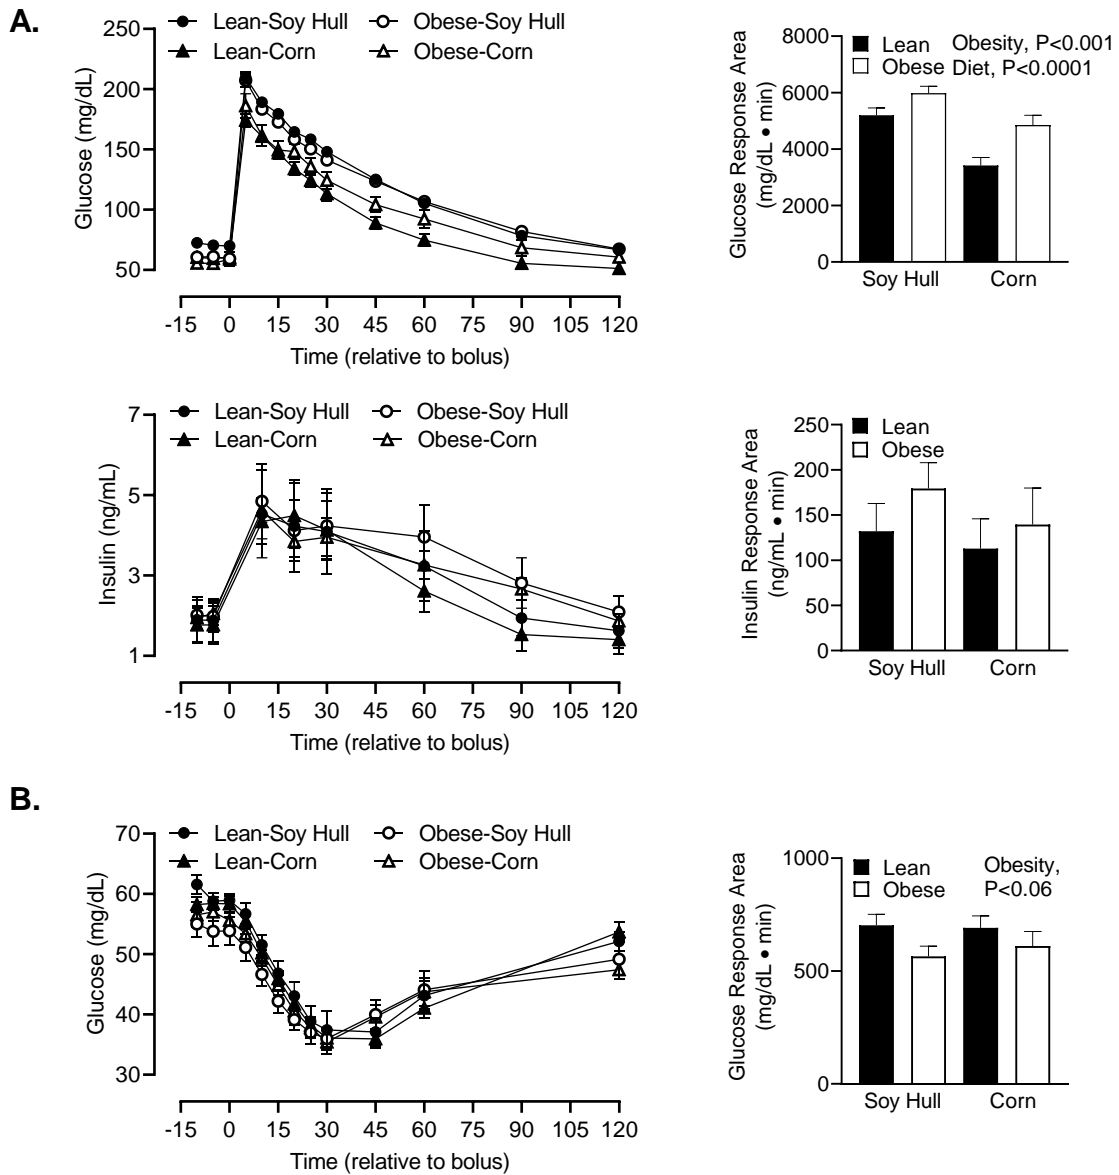 A.
Lean-Soy Hull Obese-Soy Hull
Lean-Corn Obese-Corn
Glucose (mg/dL)
250
200
150
100
50
-15 0 15 30 45 60 75 90 105 120
Time (relative to bolus)
Lean
Obese
Obesity, P<0.001
Diet, P<0.0001
Glucose Response Area
(mg/dL • min)
8000
6000
4000
2000
0
Soy Hull Corn
Lean-Soy Hull Obese-Soy Hull
Lean-Corn Obese-Corn
Insulin (ng/mL)
7
5
3
1
-15 0 15 30 45 60 75 90 105 120
Time (relative to bolus)
Lean
Obese
Insulin Response Area
(ng/mL • min)
250
200
150
100
50
0
Soy Hull Corn
B.
Lean-Soy Hull Obese-Soy Hull
Lean-Corn Obese-Corn
Glucose (mg/dL)
70
60
50
40
30
-15 0 15 30 45 60 75 90 105 120
Time (relative to bolus)
Lean
Obese
Obesity,
P<0.06
Glucose Response Area
(mg/dL • min)
1000
500
0
Soy Hull Corn